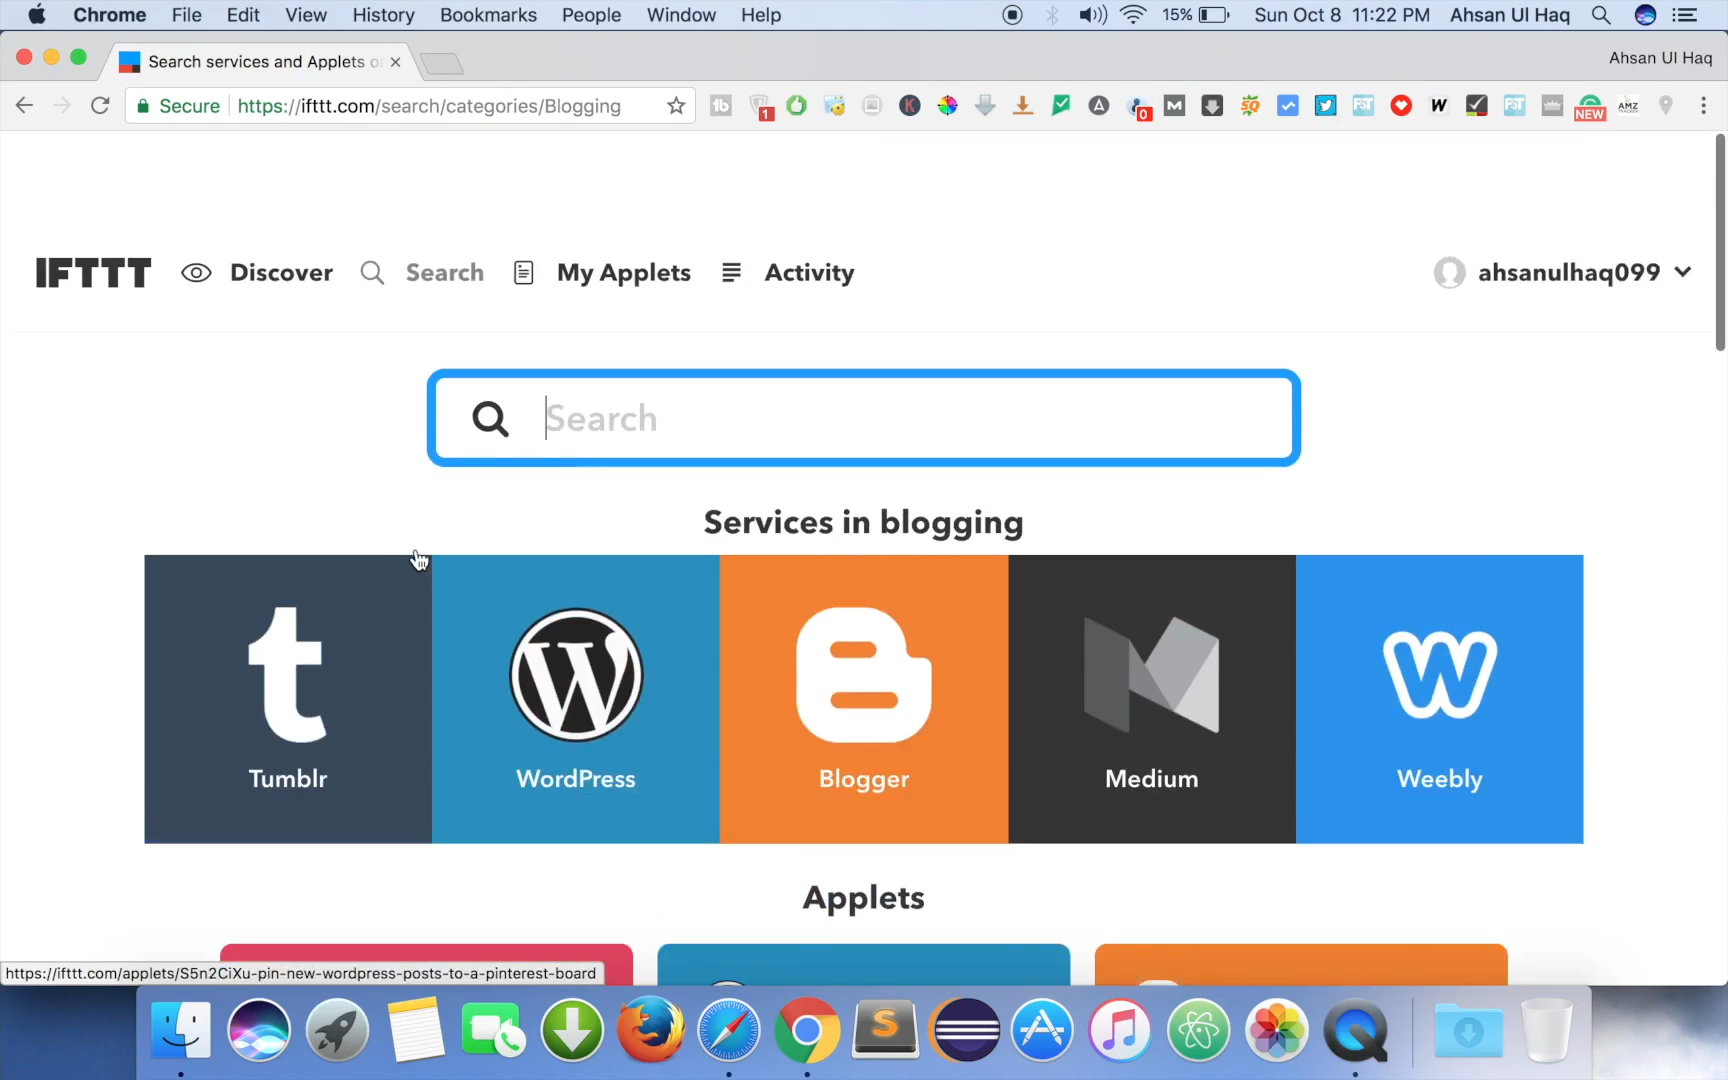 Chrome File Edit View History Bookmarks People Window Help 15% Sun Oct 8 11:22 PM Ahsan Ul Haq
Search services and Applets o
Ahsan Ul Haq
Secure https://ifttt.com/search/categories/Blogging
1
0
NEW
AMZ
IFTTT Discover Search My Applets Activity ahsanulhaq099
Search
Services in blogging
Tumblr WordPress Blogger Medium Weebly
Applets
https://ifttt.com/applets/S5n2CiXu-pin-new-wordpress-posts-to-a-pinterest-board